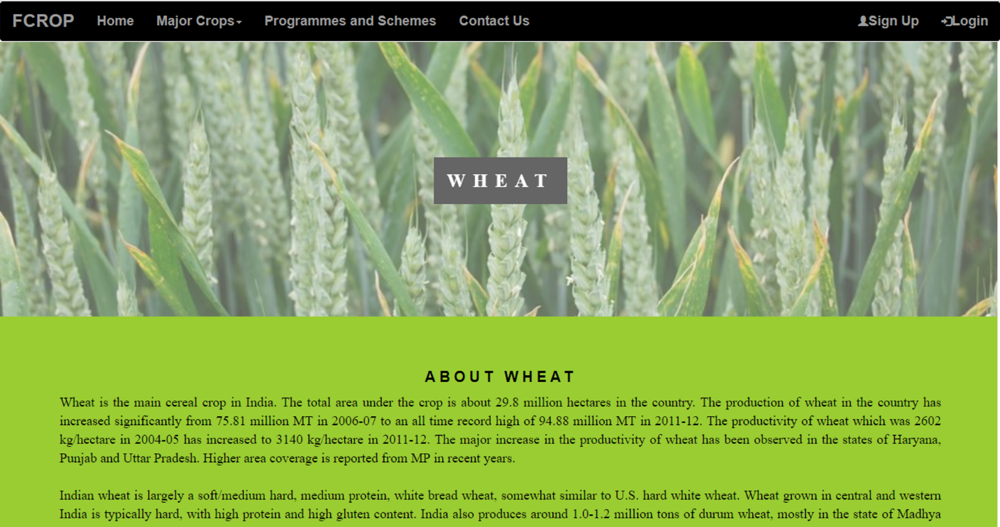 FCROP Home Major Crops Programmes and Schemes Contact Us Sign Up Login
WHEAT
ABOUT WHEAT
Wheat is the main cereal crop in India. The total area under the crop is about 29.8 million hectares in the country. The production of wheat in the country has
increased significantly from 75.81 million MT in 2006-07 to an all time record high of 94.88 million MT in 2011-12. The productivity of wheat which was 2602
kg/hectare in 2004-05 has increased to 3140 kg/hectare in 2011-12. The major increase in the productivity of wheat has been observed in the states of Haryana,
Punjab and Uttar Pradesh. Higher area coverage is reported from MP in recent years.
Indian wheat is largely a soft/medium hard, medium protein, white bread wheat, somewhat similar to U.S. hard white wheat. Wheat grown in central and western
India is typically hard, with high protein and high gluten content. India also produces around 1.0-1.2 million tons of durum wheat, mostly in the state of Madhya